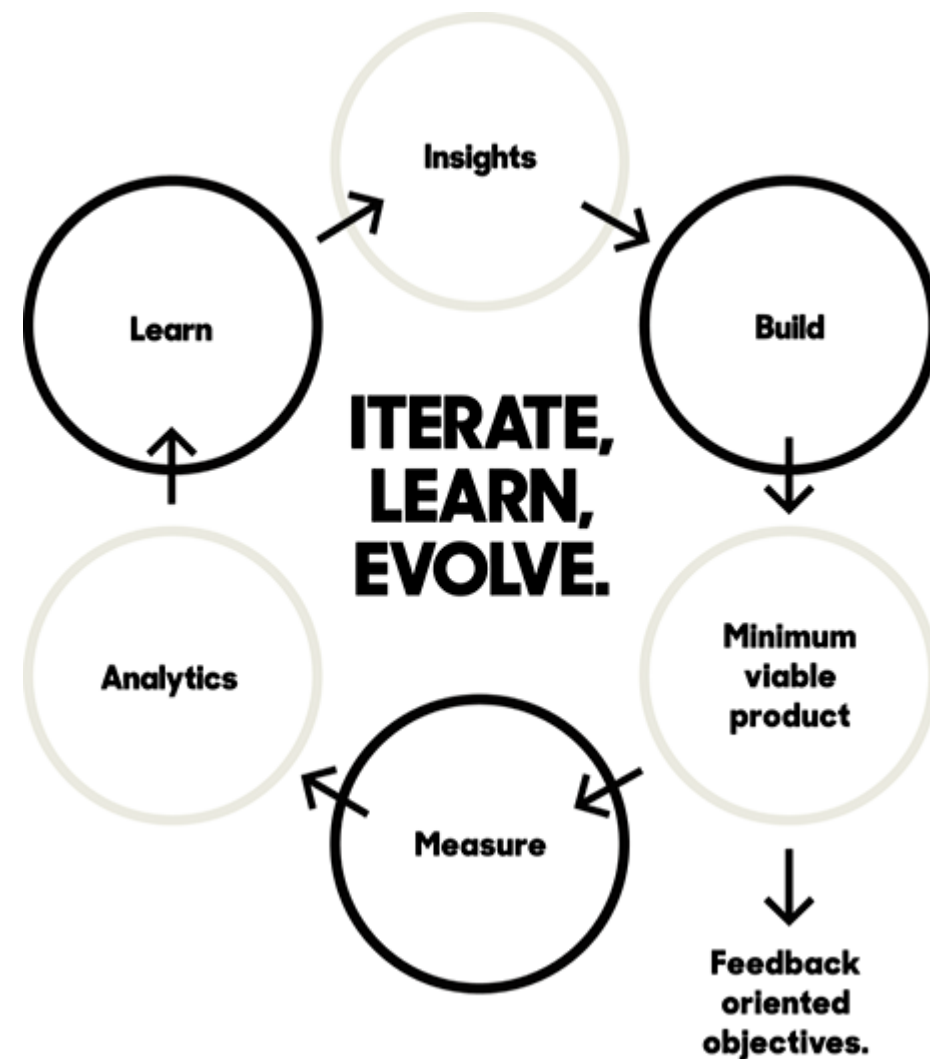 Insights
Learn
Build
ITERATE,
LEARN,
EVOLVE.
Minimum
viable
product
Analytics
Measure
Feedback
oriented
objectives.